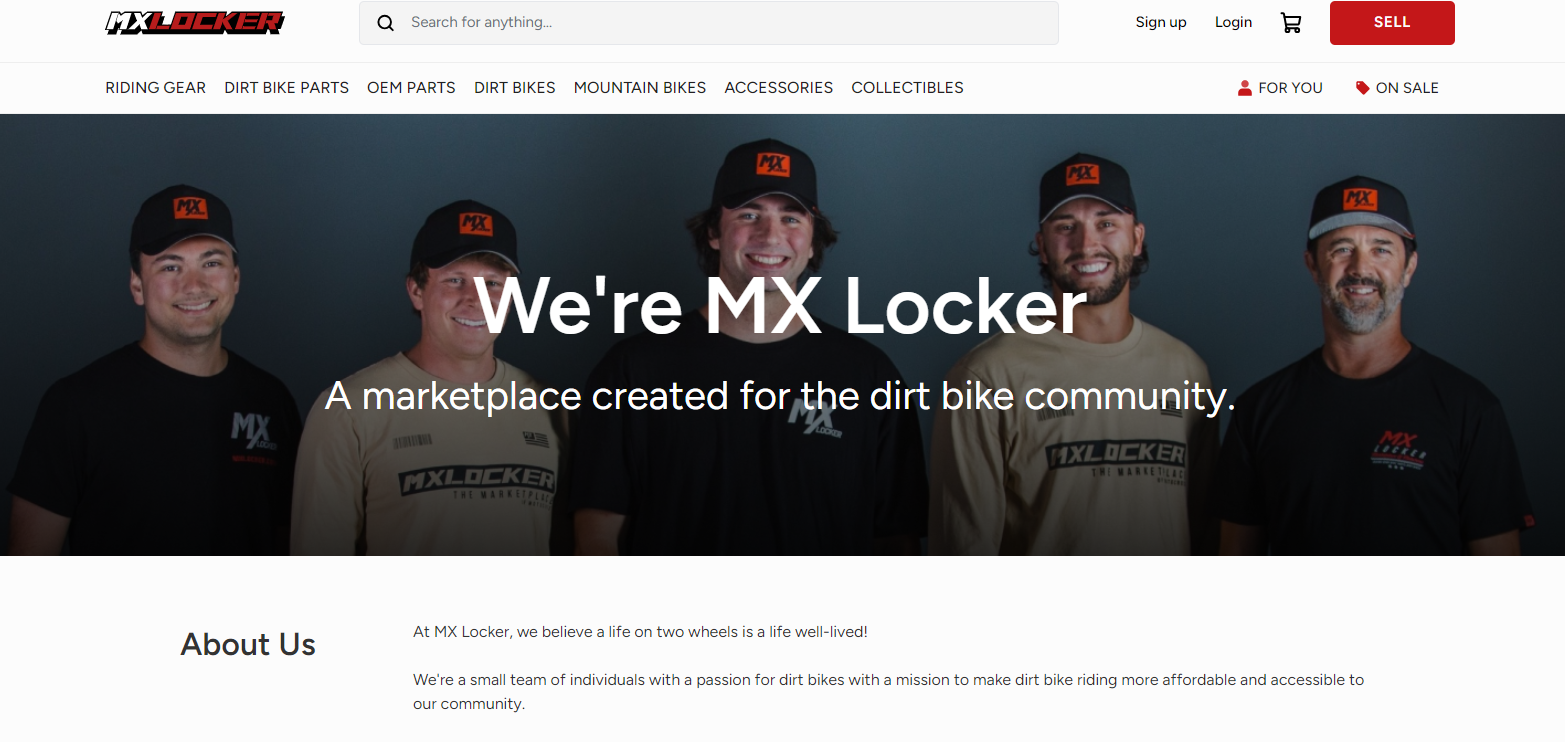 MXLOCKER
Search for anything...
Sign up
Login
SELL
RIDING GEAR
DIRT BIKE PARTS
OEM PARTS
DIRT BIKES
MOUNTAIN BIKES
ACCESSORIES
COLLECTIBLES
FOR YOU
ON SALE
MX
MX
MX
MX
MX
We're MX Locker
A marketplace created for the dirt bike community.
MX
LOCKER
MX
LOCKER
MXLOCKER
THE MARKETPLAC
MXLOCKER
THE MARKETPLAC
MX
LOCKER
About Us
At MX Locker, we believe a life on two wheels is a life well-lived!
We're a small team of individuals with a passion for dirt bikes with a mission to make dirt bike riding more affordable and accessible to
our community.